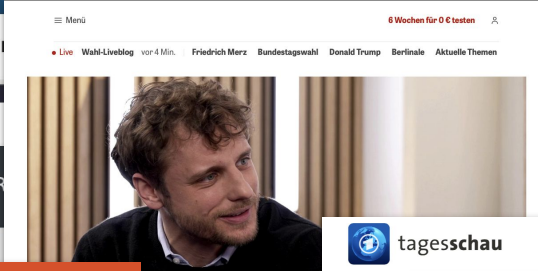 Menü
6 Wochen für 0 € testen
Live Wahl-Liveblog vor 4 Min. Friedrich Merz Bundestagswahl Donald Trump Berlinale Aktuelle Themen
tagesschau